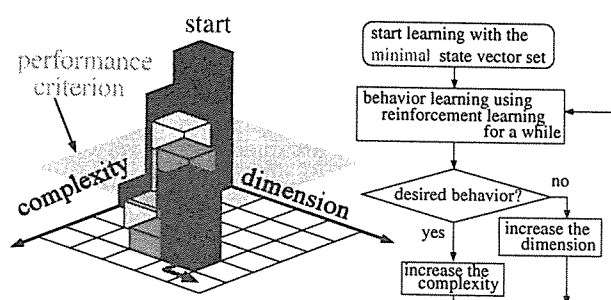 start
performance
criterion
complexity
dimension
start learning with the
minimal state vector set
behavior learning using
reinforcement learning
for a while
desired behavior?
no
yes
increase the
dimension
increase the
complexity